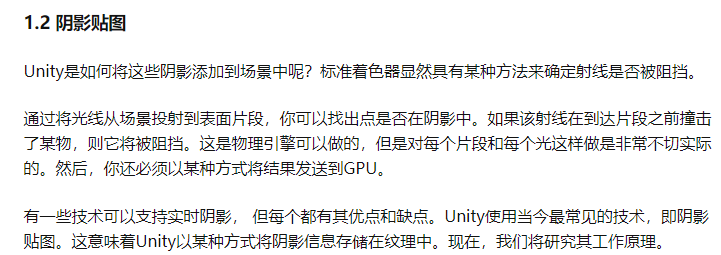 1.2 阴影贴图
Unity是如何将这些阴影添加到场景中呢？标准着色器显然具有某种方法来确定射线是否被阻挡。
通过将光线从场景投射到表面片段，你可以找出点是否在阴影中。如果该射线在到达片段之前撞击
了某物，则它将被阻挡。这是物理引擎可以做的，但是对每个片段和每个光这样做是非常不切实际
的。然后，你还必须以某种方式将结果发送到GPU。
有一些技术可以支持实时阴影， 但每个都有其优点和缺点。Unity使用当今最常见的技术，即阴影
贴图。这意味着Unity以某种方式将阴影信息存储在纹理中。现在，我们将研究其工作原理。